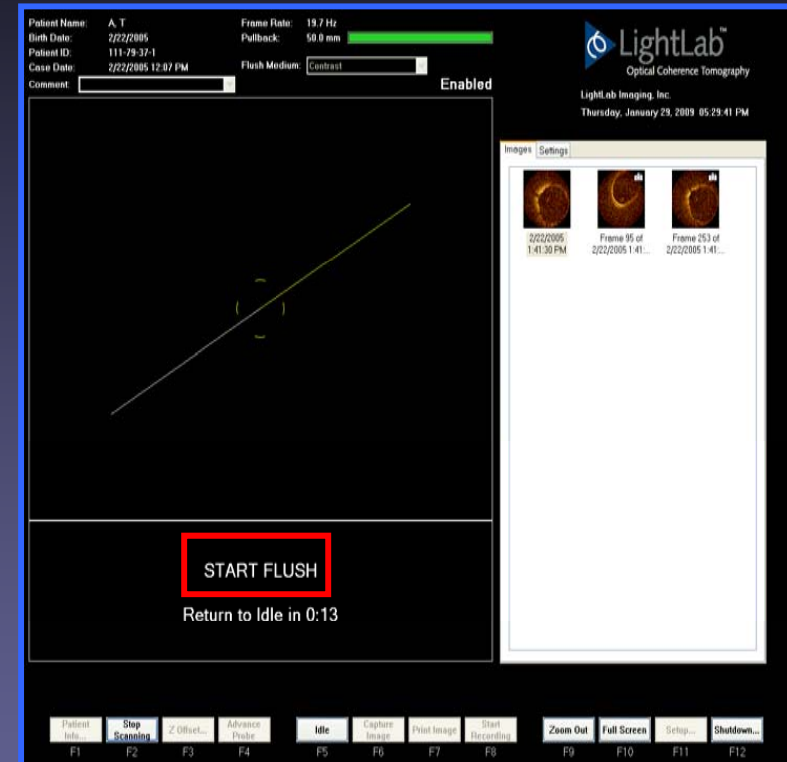 Patient Name: A, T Frame Rate: 19.7 Hz
Birth Date: 2/22/2005 Pullback: 50.0 mm
Patient ID: 111-79-37-1
Case Date: 2/22/2005 12:07 PM Flush Medium: Contrast
Comment:
Enabled
LightLab
Optical Coherence Tomography
LightLab Imaging, Inc.
Thursday, January 29, 2009 05:29:41 PM
Images Settings
2/22/2005
1:41:30 PM
Frame 95 of
2/22/2005 1:41:...
Frame 253 of
2/22/2005 1:41:...
START FLUSH
Return to Idle in 0:13
Patient Info... Stop Scanning Z Offset... Advance Probe Idle Capture Image Print Image Start Recording Zoom Out Full Screen Setup... Shutdown...
F1 F2 F3 F4 F5 F6 F7 F8 F9 F10 F11 F12